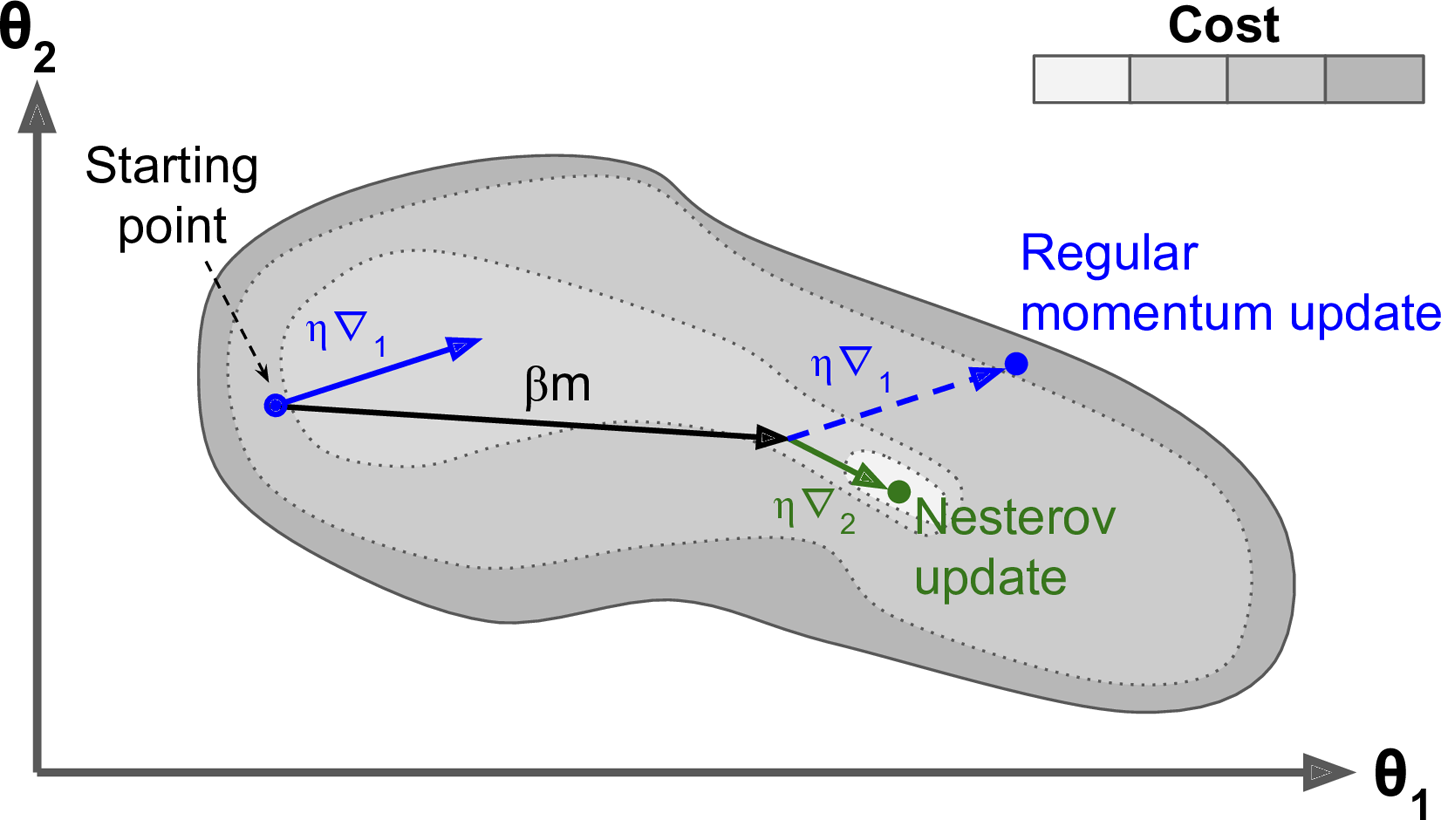 θ2
Cost
Starting
point
Regular
momentum update
η∇1
η∇1
βm
η∇2
Nesterov
update
θ1